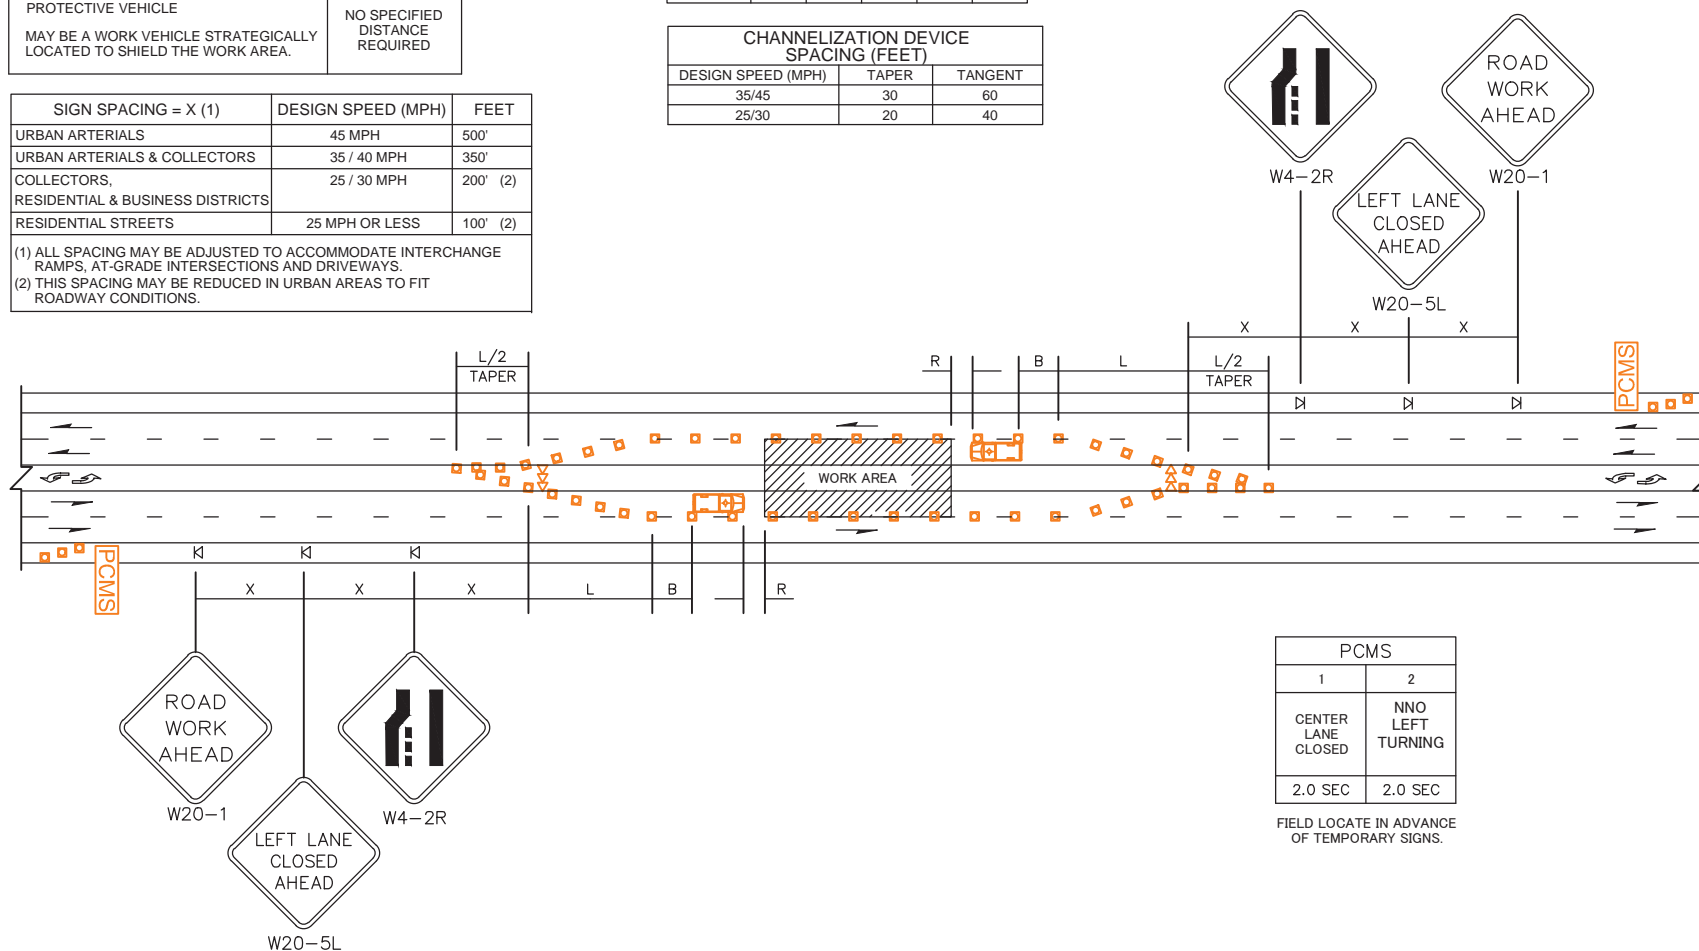 PROTECTIVE VEHICLE
MAY BE A WORK VEHICLE STRATEGICALLY
LOCATED TO SHIELD THE WORK AREA.
NO SPECIFIED
DISTANCE
REQUIRED
SIGN SPACING = X (1)
DESIGN SPEED (MPH)
FEET
URBAN ARTERIALS
45 MPH
500'
URBAN ARTERIALS & COLLECTORS
35 / 40 MPH
350'
COLLECTORS,
RESIDENTIAL & BUSINESS DISTRICTS
25 / 30 MPH
200' (2)
RESIDENTIAL STREETS
25 MPH OR LESS
100' (2)
(1) ALL SPACING MAY BE ADJUSTED TO ACCOMMODATE INTERCHANGE
RAMPS, AT-GRADE INTERSECTIONS AND DRIVEWAYS.
(2) THIS SPACING MAY BE REDUCED IN URBAN AREAS TO FIT
ROADWAY CONDITIONS.
CHANNELIZATION DEVICE
SPACING (FEET)
DESIGN SPEED (MPH)
TAPER
TANGENT
35/45
30
60
25/30
20
40
W4-2R
ROAD
WORK
AHEAD
W20-1
LEFT LANE
CLOSED
AHEAD
W20-5L
X
X
X
L/2
TAPER
R
B
L
L/2
TAPER
PCMS
WORK AREA
PCMS
X
X
X
L
B
R
ROAD
WORK
AHEAD
W20-1
LEFT LANE
CLOSED
AHEAD
W20-5L
W4-2R
PCMS
1
2
CENTER
LANE
CLOSED
NNO
LEFT
TURNING
2.0 SEC
2.0 SEC
FIELD LOCATE IN ADVANCE
OF TEMPORARY SIGNS.